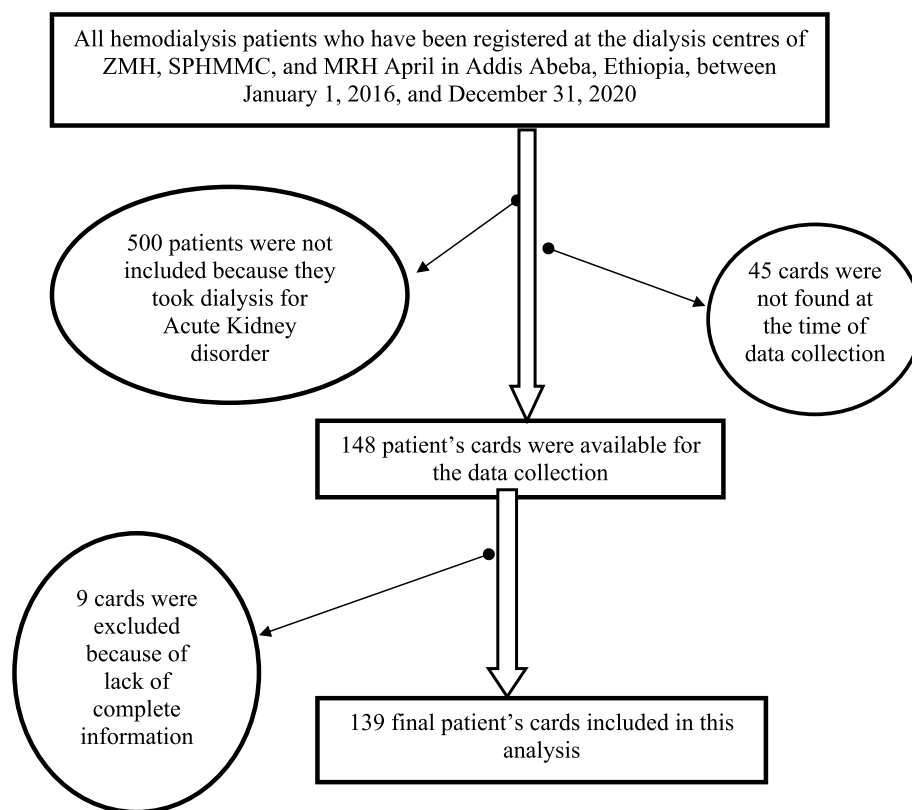 All hemodialysis patients who have been registered at the dialysis centres of
ZMH, SPHMMC, and MRH April in Addis Abeba, Ethiopia, between
January 1, 2016, and December 31, 2020
500 patients were not
included because they
took dialysis for
Acute Kidney
disorder
45 cards were
not found at
the time of
data collection
148 patient’s cards were available for
the data collection
9 cards were
excluded
because of
lack of
complete
information
139 final patient’s cards included in this
analysis